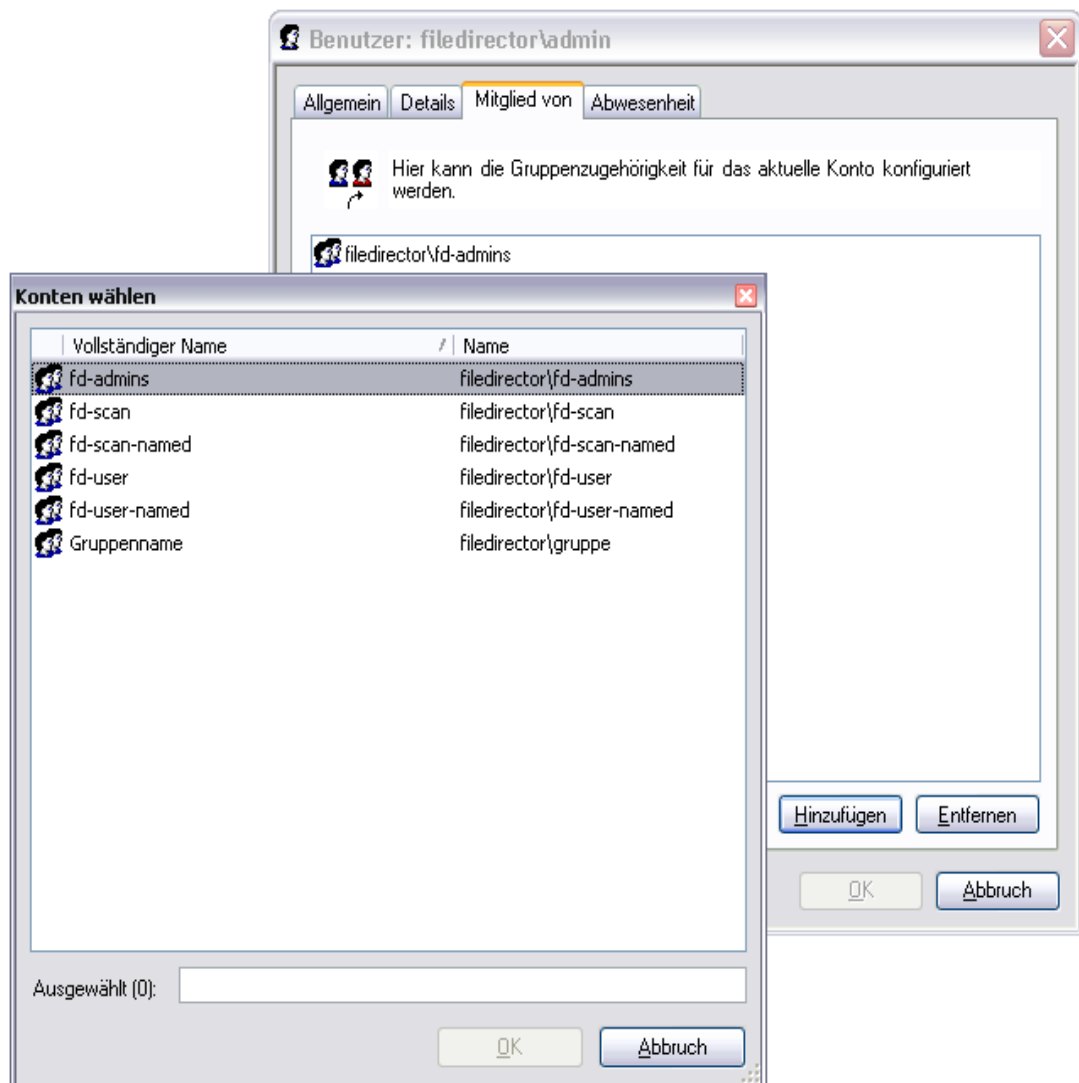 Benutzer: filedirector\admin
Allgemein Details Mitglied von Abwesenheit
Hier kann die Gruppenzugehörigkeit für das aktuelle Konto konfiguriert
werden.
filedirector\fd-admins
Hinzufügen Entfernen
OK Abbruch
Konten wählen
Vollständiger Name / Name
fd-admins filedirector\fd-admins
fd-scan filedirector\fd-scan
fd-scan-named filedirector\fd-scan-named
fd-user filedirector\fd-user
fd-user-named filedirector\fd-user-named
Gruppenname filedirector\gruppe
Ausgewählt (0):
OK Abbruch